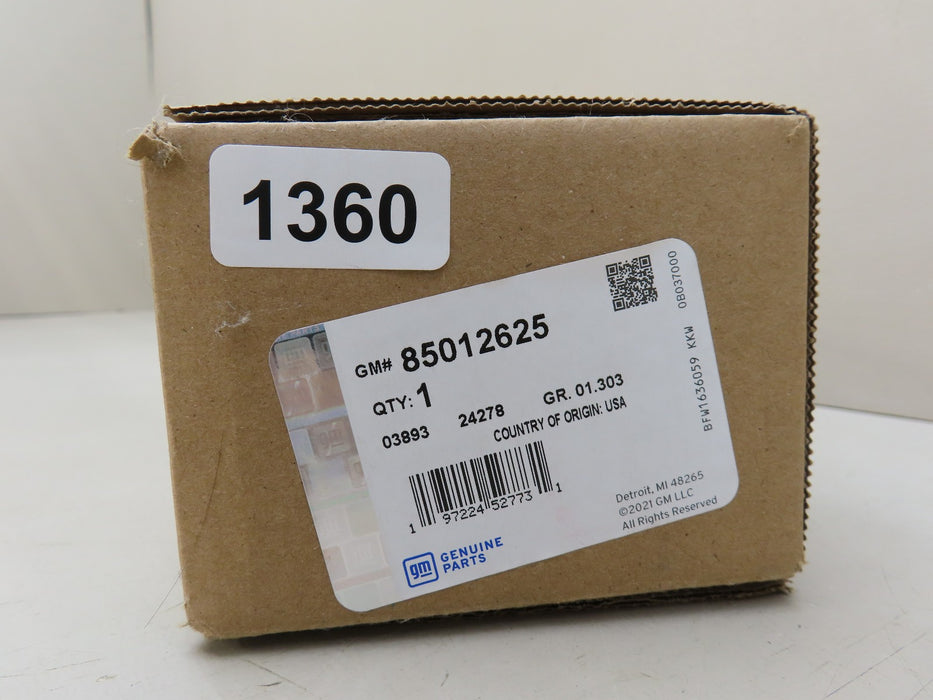 1360
GM# 85012625
QTY: 1
03893 24278 GR. 01.303
COUNTRY OF ORIGIN: USA
1 97224 52773 1
gm GENUINE
PARTS
Detroit, MI 48265
©2021 GM LLC
All Rights Reserved
BFW1636059 KKW 0B037000